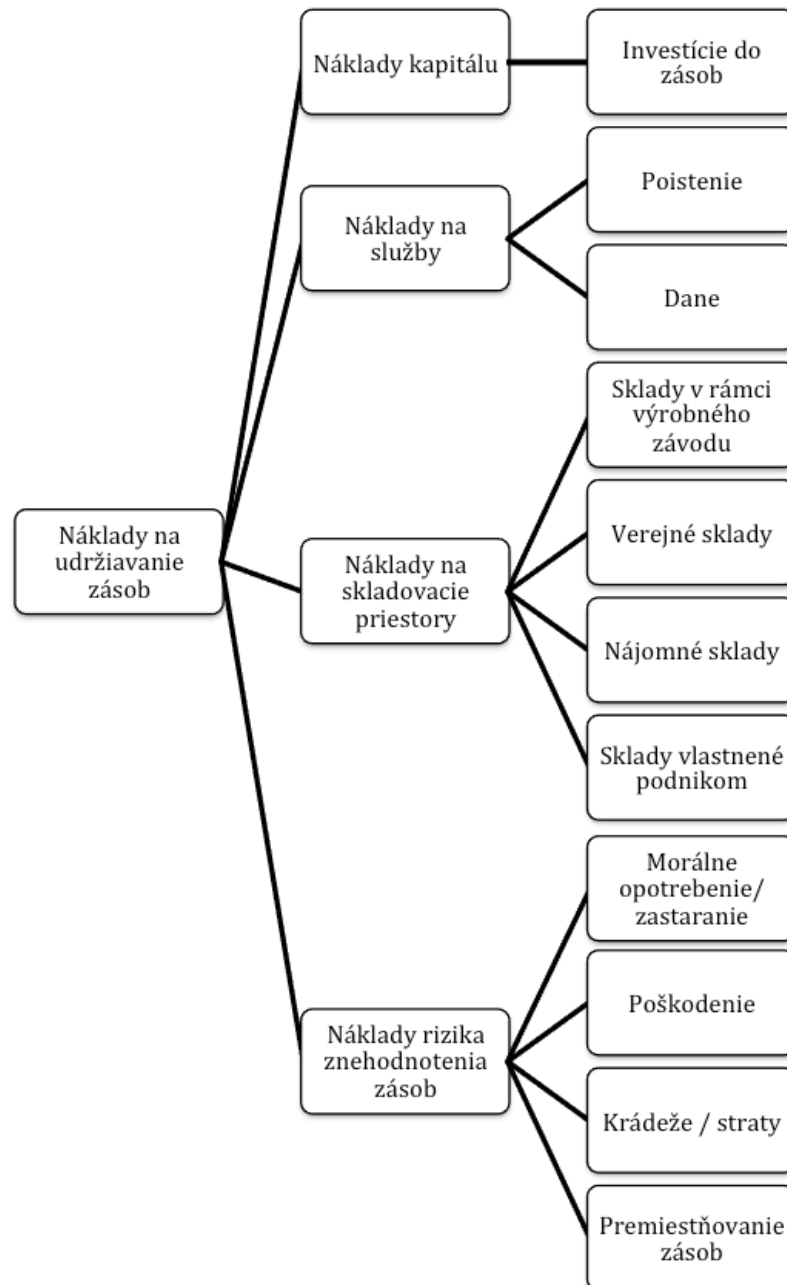 Náklady kapitálu
Investície do
zásob
Náklady na
služby
Poistenie
Dane
Náklady na
udržiavanie
zásob
Náklady na
skladovacie
priestory
Sklady v rámci
výrobného
závodu
Verejné sklady
Nájomné sklady
Sklady vlastnené
podnikom
Náklady rizika
znehodnotenia
zásob
Morálne
opotrebenie/
zastaranie
Poškodenie
Krádeže / straty
Premiestňovanie
zásob